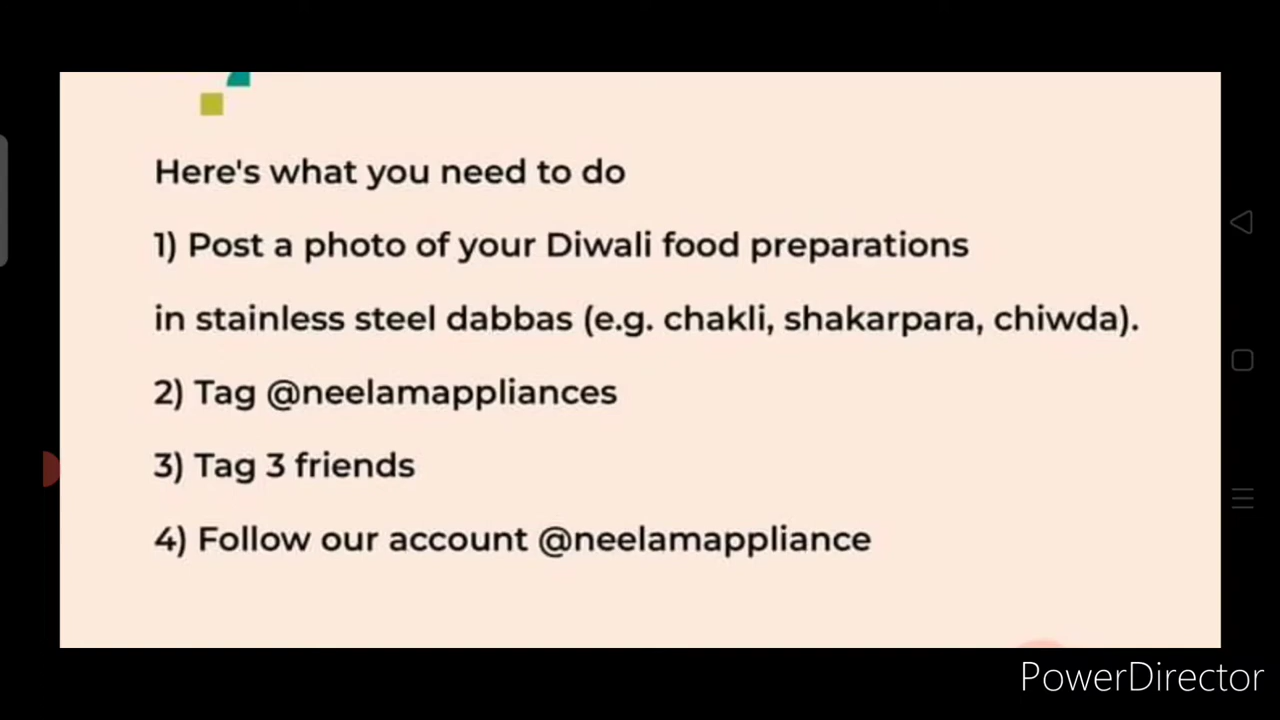 Here's what you need to do
1) Post a photo of your Diwali food preparations
in stainless steel dabbas (e.g. chakli, shakarpara, chiwda).
2) Tag @neelamappliances
3) Tag 3 friends
4) Follow our account @neelamappliance
PowerDirector